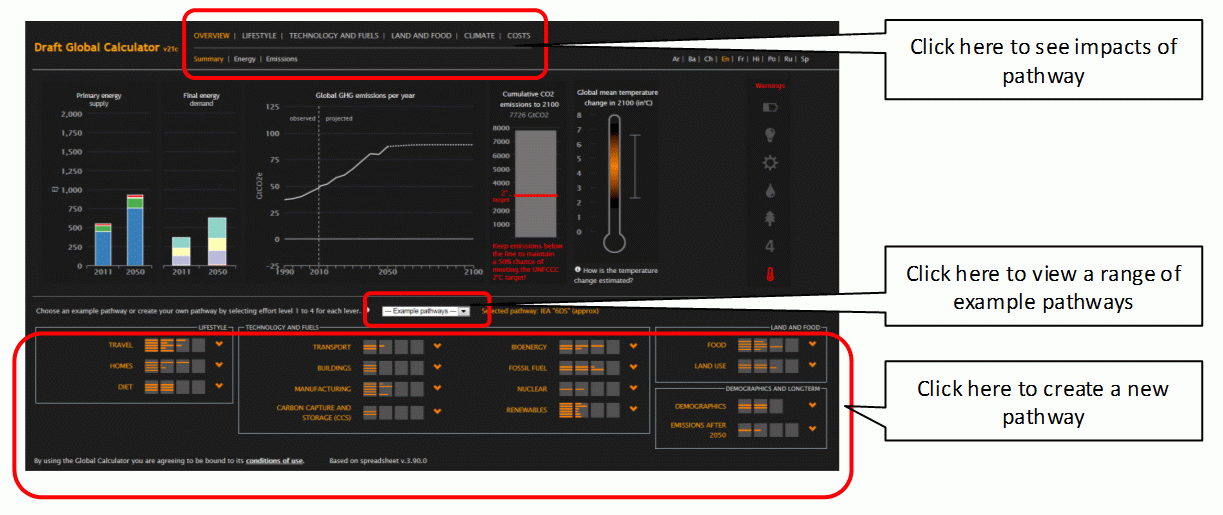 Draft Global Calculator v21c
OVERVIEW | LIFESTYLE | TECHNOLOGY AND FUELS | LAND AND FOOD | CLIMATE | COSTS
Summary | Energy | Emissions
Ar | Ba | Ch | En | Fr | Hi | Po | Ru | Sp
Click here to see impacts of
pathway
Primary energy
supply
2,000
1,750
1,500
1,250
1,000
750
500
250
0
EJ
2011 2050
Final energy
demand
2011 2050
Global GHG emissions per year
observed
projected
125
100
75
50
25
0
-25
GtCO2e
1990 2010 2050 2100
Cumulative CO2
emissions to 2100
7726 GtCO2
8000
7000
6000
5000
4000
2°
target
2000
1000
Keep emissions below
the line to maintain
a 50% chance of
meeting the UNFCCC
2°C target!
Global mean temperature
change in 2100 (in°C)
8
7
6
5
4
3
2
1
0
How is the temperature
change estimated?
Warnings
4
Click here to view a range of
example pathways
Choose an example pathway or create your own pathway by selecting effort level 1 to 4 for each lever.
--- Example pathways ---
Selected pathway: IEA "6DS" (approx)
LIFESTYLE
TRAVEL
HOMES
DIET
TECHNOLOGY AND FUELS
TRANSPORT
BUILDINGS
MANUFACTURING
CARBON CAPTURE AND
STORAGE (CCS)
BIOENERGY
FOSSIL FUEL
NUCLEAR
RENEWABLES
LAND AND FOOD
FOOD
LAND USE
DEMOGRAPHICS AND LONGTERM
DEMOGRAPHICS
EMISSIONS AFTER
2050
Click here to create a new
pathway
By using the Global Calculator you are agreeing to be bound to its conditions of use.
Based on spreadsheet v.3.90.0